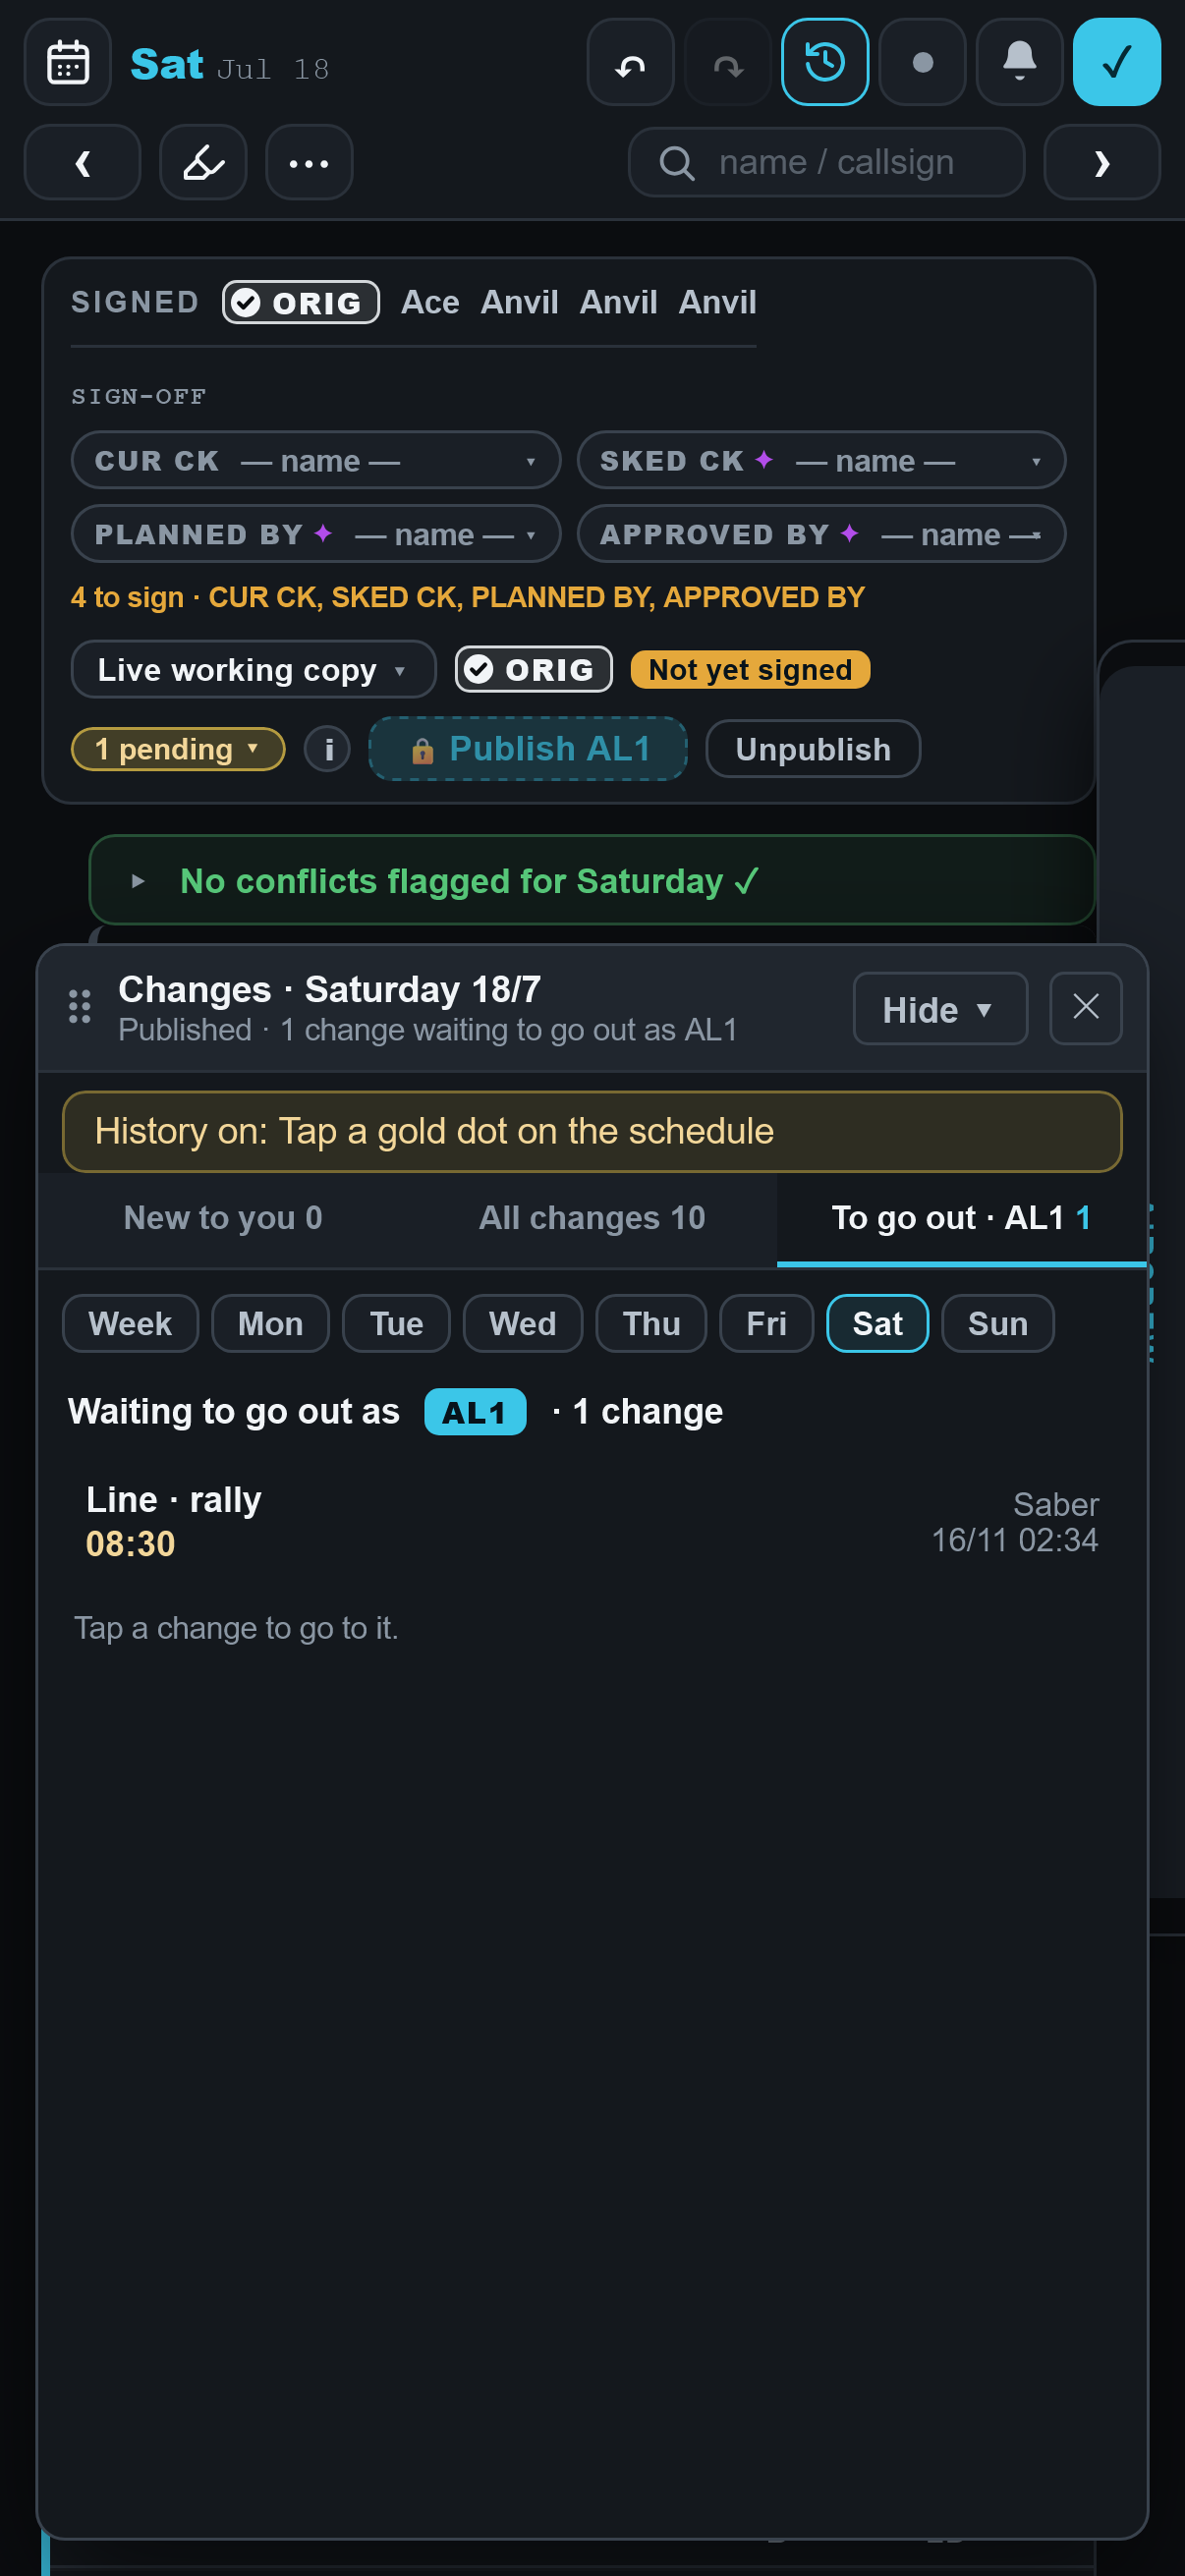 Sat Jul 18
name / callsign
SIGNED ORIG Ace Anvil Anvil Anvil
SIGN-OFF
CUR CK — name —
SKED CK — name —
PLANNED BY — name —
APPROVED BY — name —
4 to sign · CUR CK, SKED CK, PLANNED BY, APPROVED BY
Live working copy ORIG Not yet signed
1 pending i Publish AL1 Unpublish
No conflicts flagged for Saturday ✓
Changes · Saturday 18/7
Published · 1 change waiting to go out as AL1
Hide
History on: Tap a gold dot on the schedule
New to you 0 All changes 10 To go out · AL1 1
Week Mon Tue Wed Thu Fri Sat Sun
Waiting to go out as AL1 · 1 change
Line · rally
08:30
Saber
16/11 02:34
Tap a change to go to it.